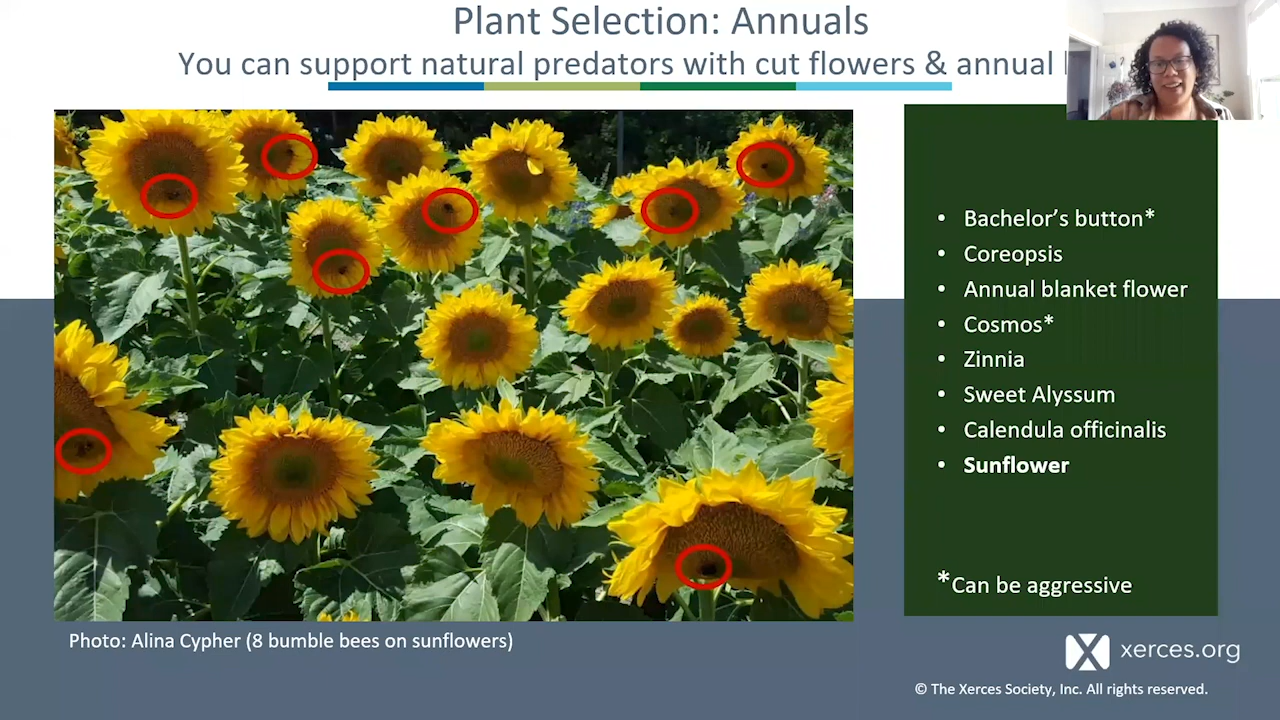 Plant Selection: Annuals
You can support natural predators with cut flowers & annual
• Bachelor's button*
• Coreopsis
• Annual blanket flower
• Cosmos*
• Zinnia
• Sweet Alyssum
• Calendula officinalis
• Sunflower
*Can be aggressive
Photo: Alina Cypher (8 bumble bees on sunflowers)
xerces.org
© The Xerces Society, Inc. All rights reserved.